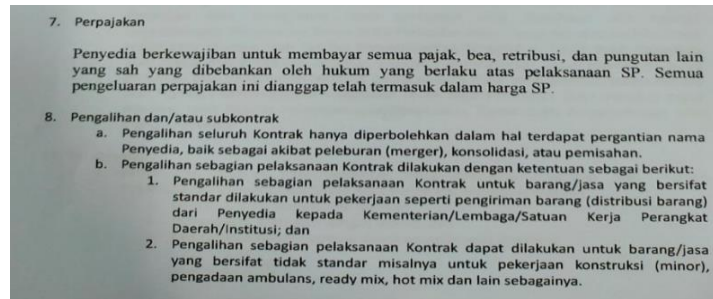 7. Perpajakan
Penyedia berkewajiban untuk membayar semua pajak, bea, retribusi, dan pungutan lain
yang sah yang dibebankan oleh hukum yang berlaku atas pelaksanaan SP. Semua
pengeluaran perpajakan ini dianggap telah termasuk dalam harga SP.
8. Pengalihan dan/atau subkontrak
a. Pengalihan seluruh Kontrak hanya diperbolehkan dalam hal terdapat pergantian nama
Penyedia, baik sebagai akibat peleburan (merger), konsolidasi, atau pemisahan.
b. Pengalihan sebagian pelaksanaan Kontrak dilakukan dengan ketentuan sebagai berikut:
1. Pengalihan sebagian pelaksanaan Kontrak untuk barang/jasa yang bersifat
standar dilakukan untuk pekerjaan seperti pengiriman barang (distribusi barang)
dari Penyedia kepada Kementerian/Lembaga/Satuan Kerja Perangkat
Daerah/Institusi; dan
2. Pengalihan sebagian pelaksanaan Kontrak dapat dilakukan untuk barang/jasa
yang bersifat tidak standar misalnya untuk pekerjaan konstruksi (minor),
pengadaan ambulans, ready mix, hot mix dan lain sebagainya.